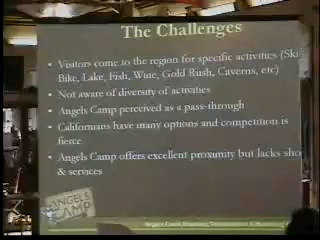 The Challenges
• Visitors come to the region for specific activities (Ski
Bike, Lake, Fish, Wine, Gold Rush, Caverns, etc)
• Not aware of diversity of activities
• Angels Camp perceived as a pass-through
• Californians have many options and competition is
fierce
• Angels Camp offers excellent proximity but lacks sho
& services
ANGELS
CAMP